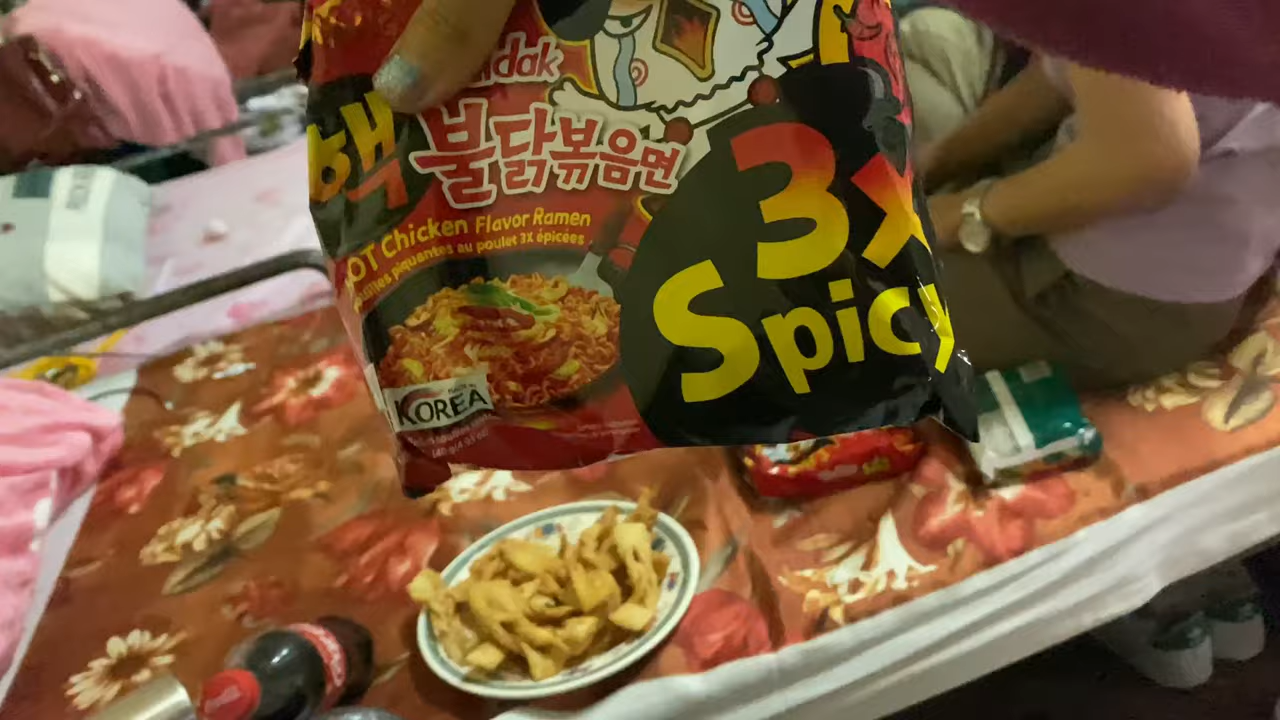 dak
핵
불닭볶음면
3x
Spicy
OT Chicken Flavor Ramen
piquantes au poulet 3X épicées
KOREA